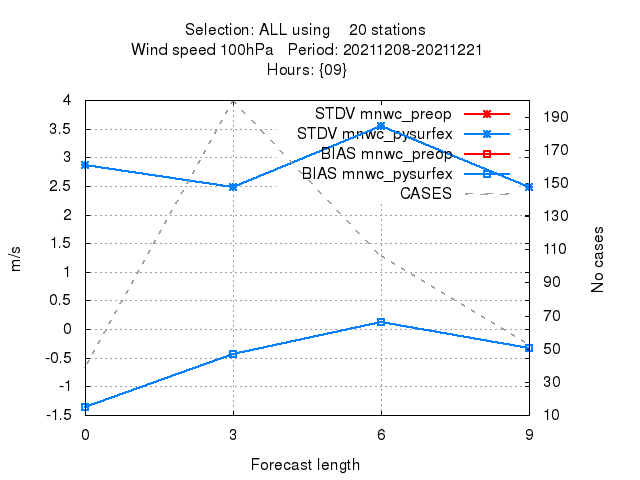 Selection: ALL using 20 stations
Wind speed 100hPa Period: 20211208-20211221
Hours: {09}
STDV mnwc_preop
STDV mnwc_pysurfex
BIAS mnwc_preop
BIAS mnwc_pysurfex
CASES
4
3.5
3
2.5
2
1.5
1
0.5
0
-0.5
-1
-1.5
m/s
190
170
150
130
110
90
70
50
30
10
No cases
0 3 6 9
Forecast length